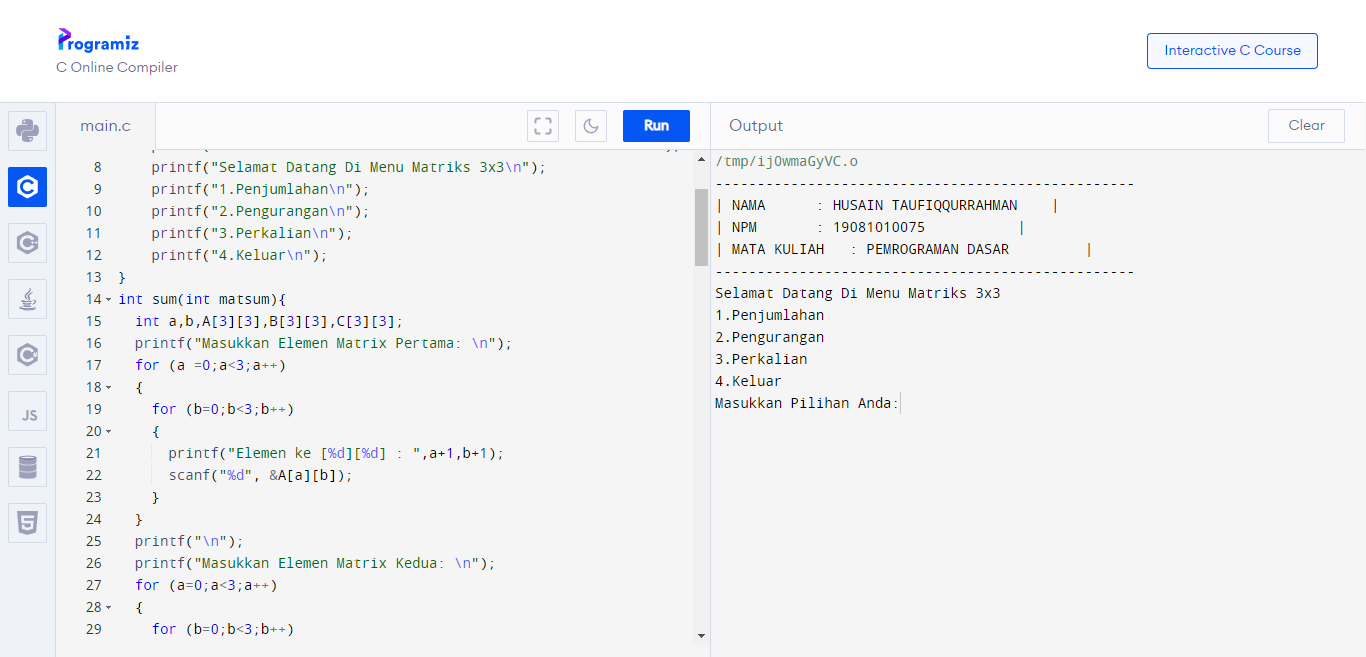 Programiz
C Online Compiler
Interactive C Course
main.c
Run
Output
Clear
8 printf("Selamat Datang Di Menu Matriks 3x3\n");
9 printf("1.Penjumlahan\n");
10 printf("2.Pengurangan\n");
11 printf("3.Perkalian\n");
12 printf("4.Keluar\n");
13 }
14 int sum(int matsum){
15 int a,b,A[3][3],B[3][3],C[3][3];
16 printf("Masukkan Elemen Matrix Pertama: \n");
17 for (a =0;a<3;a++)
18 {
19 for (b=0;b<3;b++)
20 {
21 printf("Elemen ke [%d][%d] : ",a+1,b+1);
22 scanf("%d", &A[a][b]);
23 }
24 }
25 printf("\n");
26 printf("Masukkan Elemen Matrix Kedua: \n");
27 for (a=0;a<3;a++)
28 {
29 for (b=0;b<3;b++)
/tmp/ij0wmaGyVC.o
--------------------------------------------------
| NAMA      : HUSAIN TAUFIQQURRAHMAN    |
| NPM       : 19081010075           |
| MATA KULIAH   : PEMROGRAMAN DASAR         |
--------------------------------------------------
Selamat Datang Di Menu Matriks 3x3
1.Penjumlahan
2.Pengurangan
3.Perkalian
4.Keluar
Masukkan Pilihan Anda:
JS